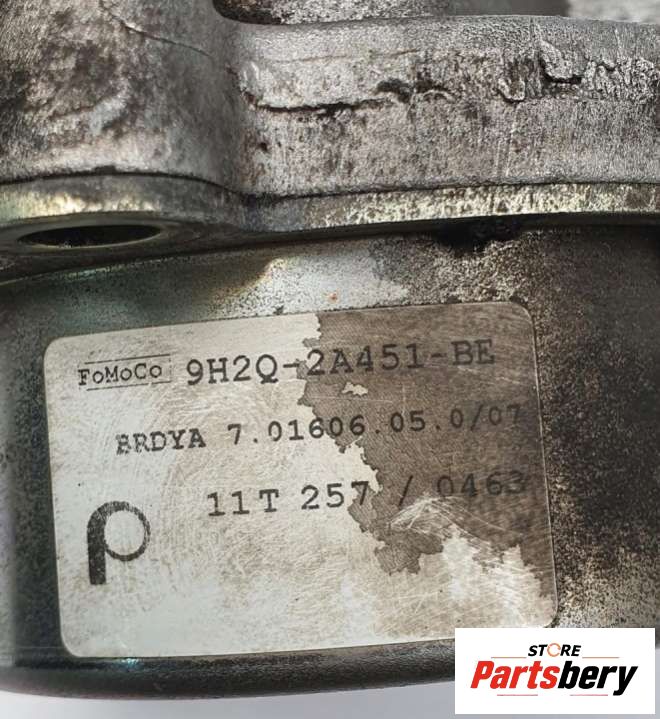 FoMoCo 9H2Q-2A451-BE
BRDYA 7.01606.05.0/07
11T 257 / 0463
P
STORE
Partsbery